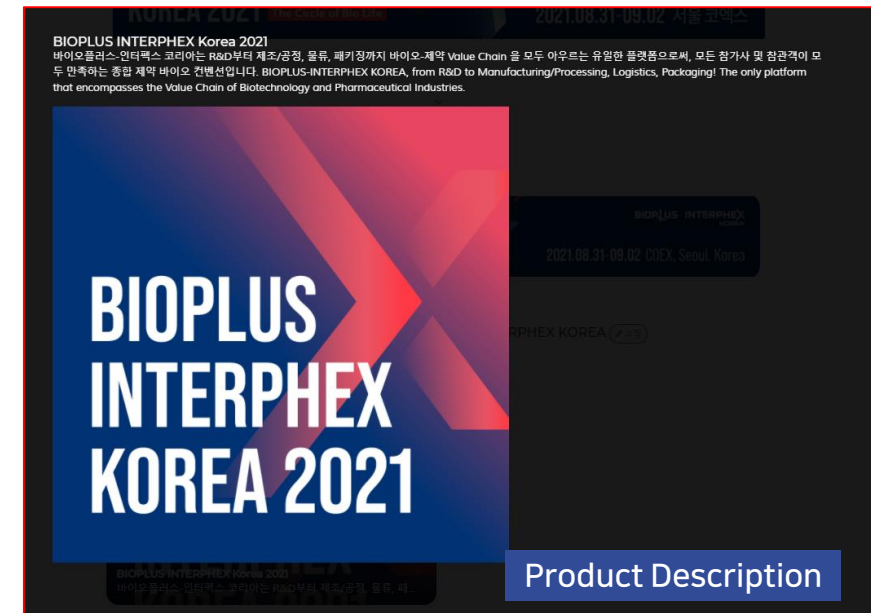 KOREA 2021 The Circle of Bio Life
2021.08.31-09.02 서울 코엑스
BIOPLUS INTERPHEX Korea 2021
바이오플러스-인터펙스 코리아는 R&D부터 제조/공정, 물류, 패키징까지 바이오-제약 Value Chain 을 모두 아우르는 유일한 플랫폼으로써, 모든 참가사 및 참관객이 모
두 만족하는 종합 제약 바이오 컨벤션입니다. BIOPLUS-INTERPHEX KOREA, from R&D to Manufacturing/Processing, Logistics, Packaging! The only platform
that encompasses the Value Chain of Biotechnology and Pharmaceutical Industries.
BIOPLUS INTERPHEX
KOREA
2021.08.31-09.02 COEX, Seoul, Korea
RPHEX KOREA
BIOPLUS
INTERPHEX
KOREA 2021
BIOPLUS INTERPHEX Korea 2021
바이오플러스-인터펙스 코리아는 R&D부터 제조/공정, 물류, 패...
Product Description